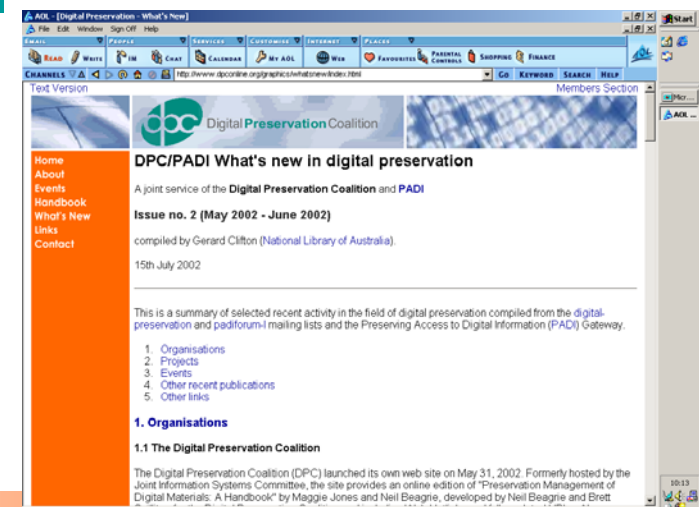 AOL - [Digital Preservation - What's New]
File Edit Window Sign Off Help
EMAIL PEOPLE SERVICES CUSTOMISE INTERNET PLACES
READ WRITE IM CHAT CALENDAR MY AOL WEB FAVOURITES PARENTAL CONTROLS SHOPPING FINANCE
CHANNELS http://www.dpconline.org/graphics/whatsnew/index.html GO KEYWORD SEARCH HELP
Start
Mcr...
AOL ...
Text Version Members Section
dpc Digital Preservation Coalition
Home
About
Events
Handbook
What's New
Links
Contact
DPC/PADI What's new in digital preservation
A joint service of the Digital Preservation Coalition and PADI
Issue no. 2 (May 2002 - June 2002)
compiled by Gerard Clifton (National Library of Australia).
15th July 2002
This is a summary of selected recent activity in the field of digital preservation compiled from the digital-
preservation and padiforum-l mailing lists and the Preserving Access to Digital Information (PADI) Gateway.
1. Organisations
2. Projects
3. Events
4. Other recent publications
5. Other links
1. Organisations
1.1 The Digital Preservation Coalition
The Digital Preservation Coalition (DPC) launched its own web site on May 31, 2002. Formerly hosted by the
Joint Information Systems Committee, the site provides an online edition of "Preservation Management of
Digital Materials: A Handbook" by Maggie Jones and Neil Beagrie, developed by Neil Beagrie and Brett
10:13